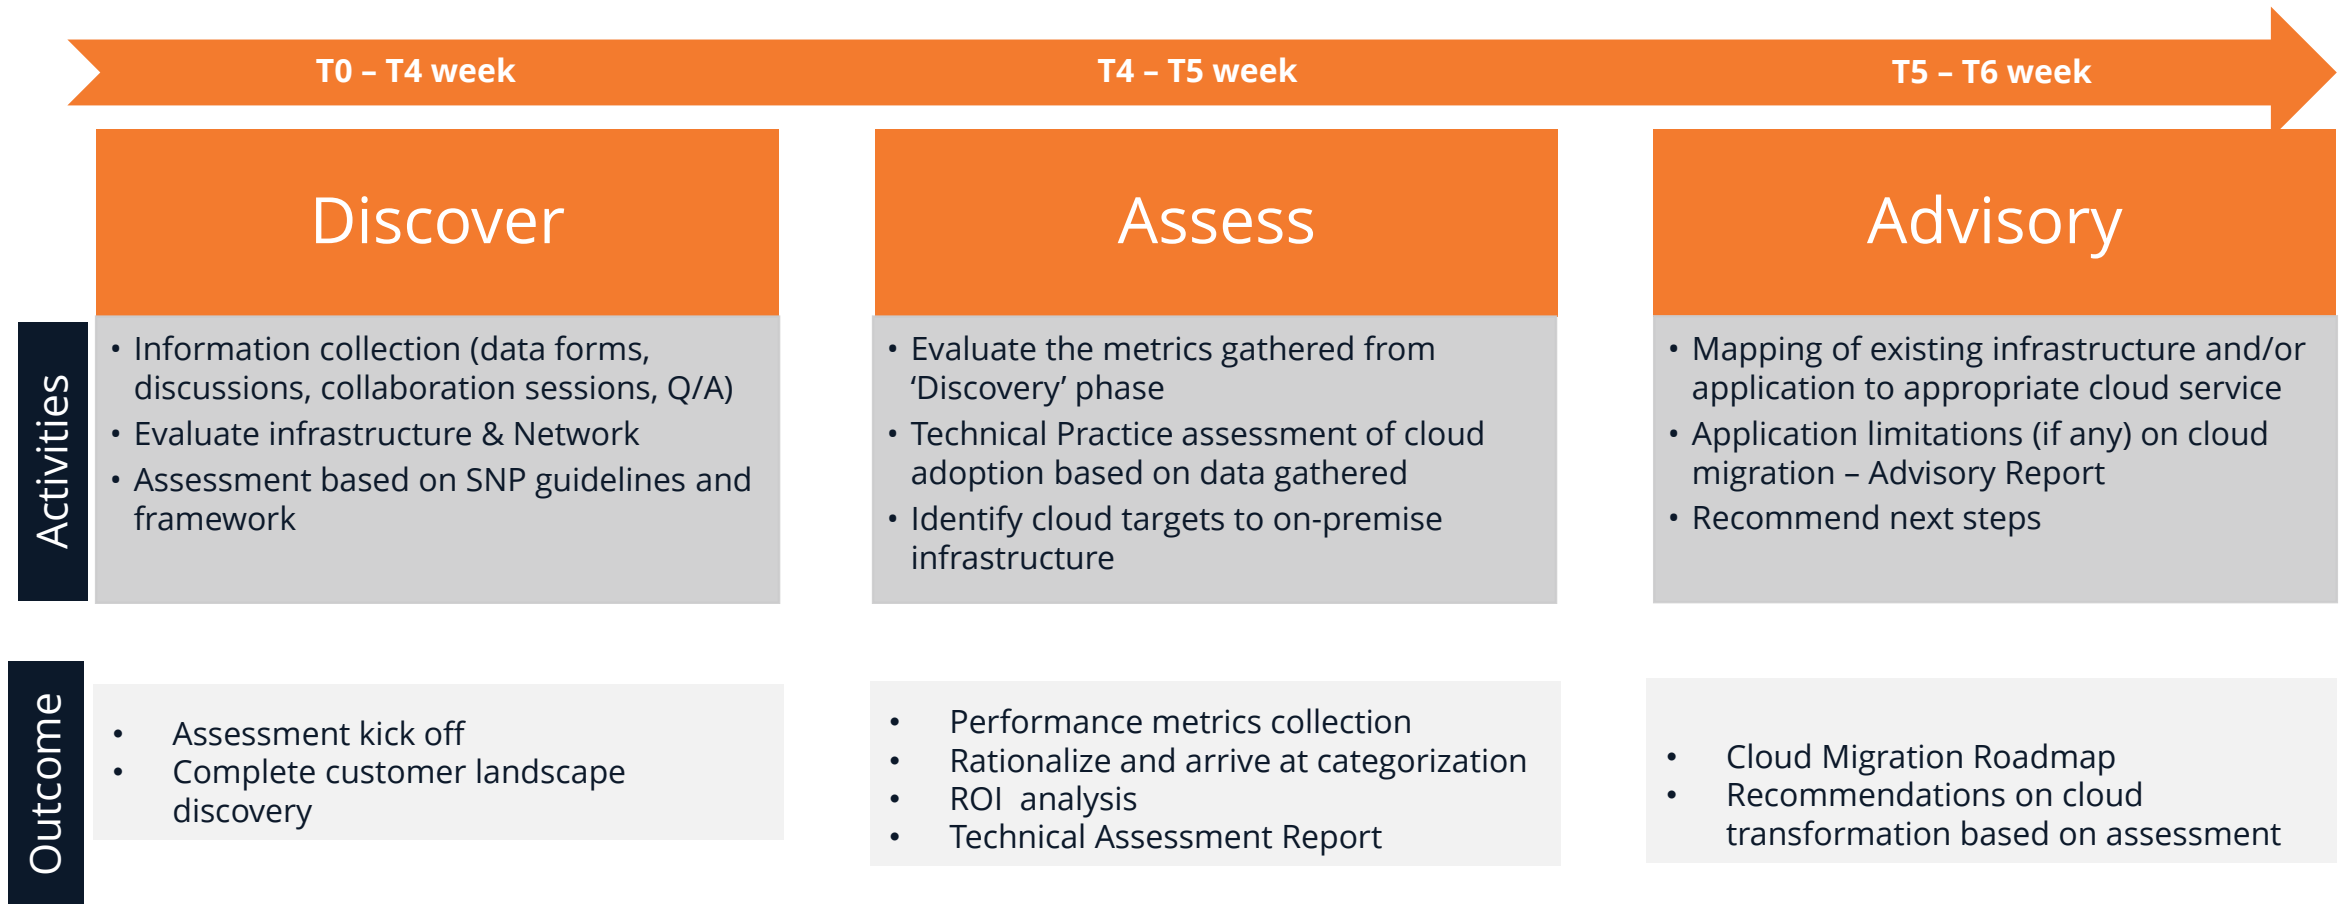 T0 – T4 week
T4 – T5 week
T5 – T6 week
Discover
Assess
Advisory
Activities
• Information collection (data forms,
discussions, collaboration sessions, Q/A)
• Evaluate infrastructure & Network
• Assessment based on SNP guidelines and
framework
• Evaluate the metrics gathered from
‘Discovery’ phase
• Technical Practice assessment of cloud
adoption based on data gathered
• Identify cloud targets to on-premise
infrastructure
• Mapping of existing infrastructure and/or
application to appropriate cloud service
• Application limitations (if any) on cloud
migration – Advisory Report
• Recommend next steps
Outcome
• Assessment kick off
• Complete customer landscape
discovery
• Performance metrics collection
• Rationalize and arrive at categorization
• ROI  analysis
• Technical Assessment Report
• Cloud Migration Roadmap
• Recommendations on cloud
transformation based on assessment